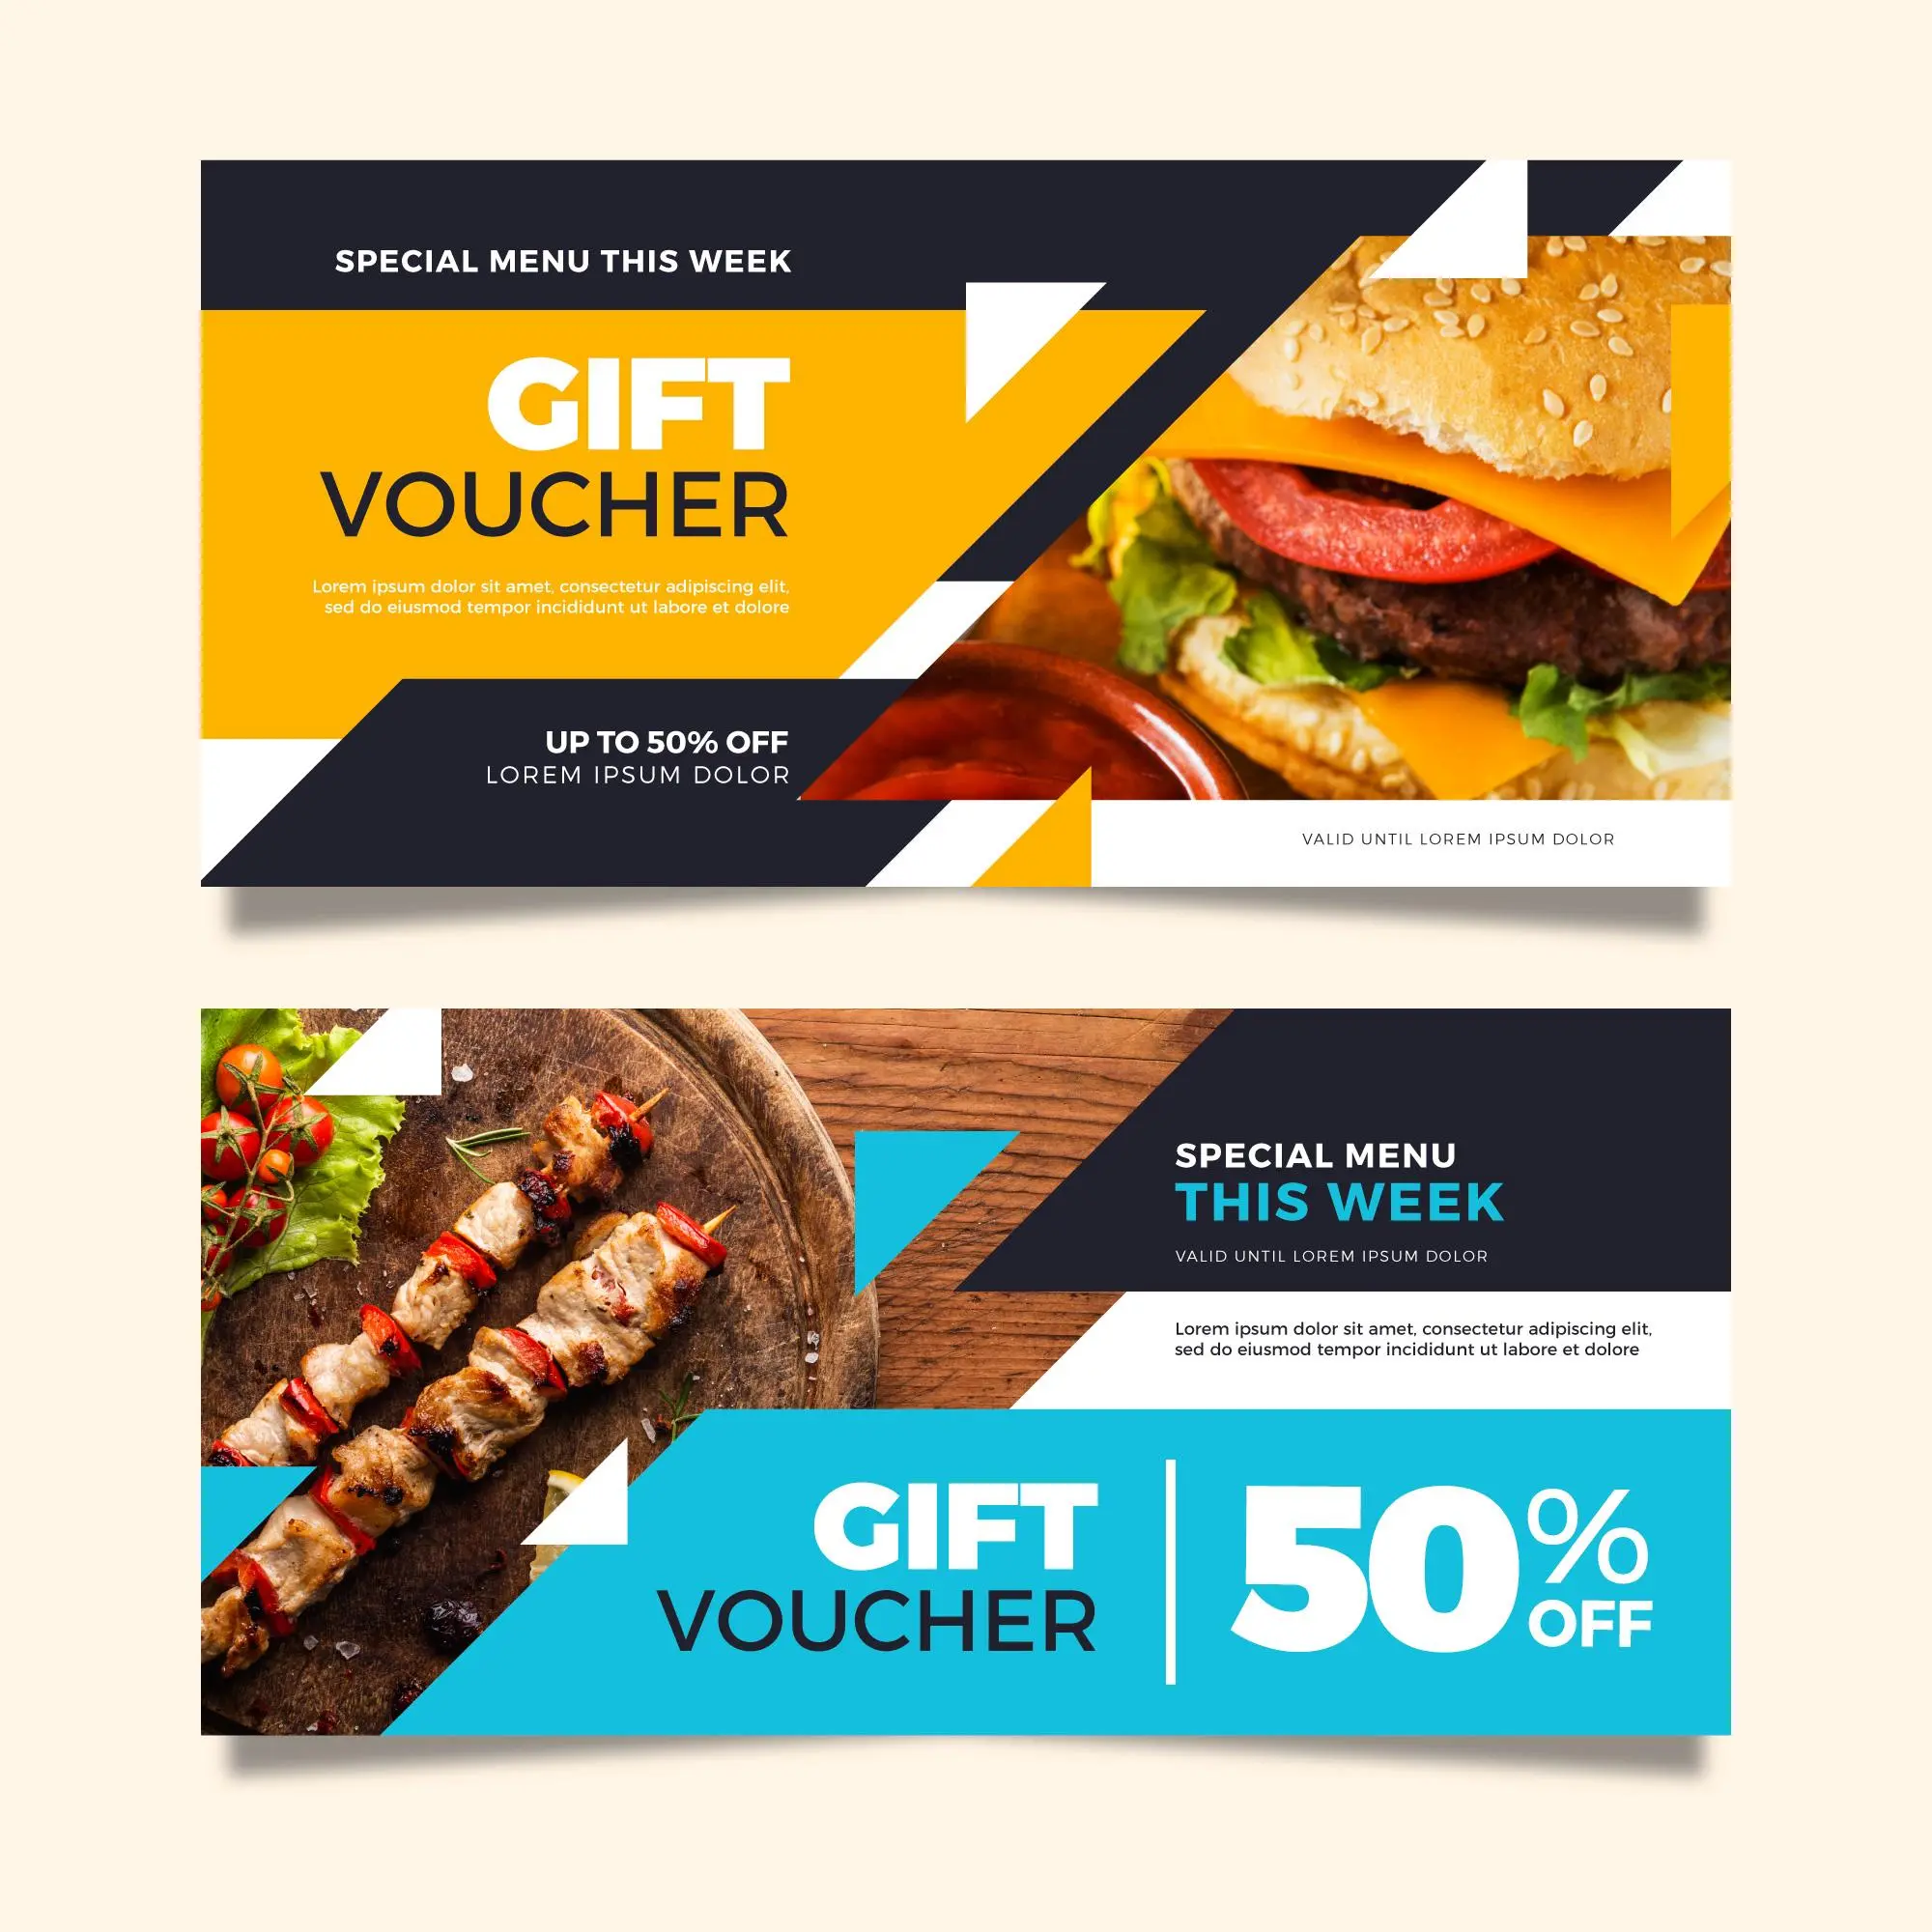 SPECIAL MENU THIS WEEK
GIFT
VOUCHER
Lorem ipsum dolor sit amet, consectetur adipiscing elit,
sed do eiusmod tempor incididunt ut labore et dolore
UP TO 50% OFF
LOREM IPSUM DOLOR
VALID UNTIL LOREM IPSUM DOLOR
SPECIAL MENU
THIS WEEK
VALID UNTIL LOREM IPSUM DOLOR
Lorem ipsum dolor sit amet, consectetur adipiscing elit,
sed do eiusmod tempor incididunt ut labore et dolore
GIFT
VOUCHER
50%
OFF